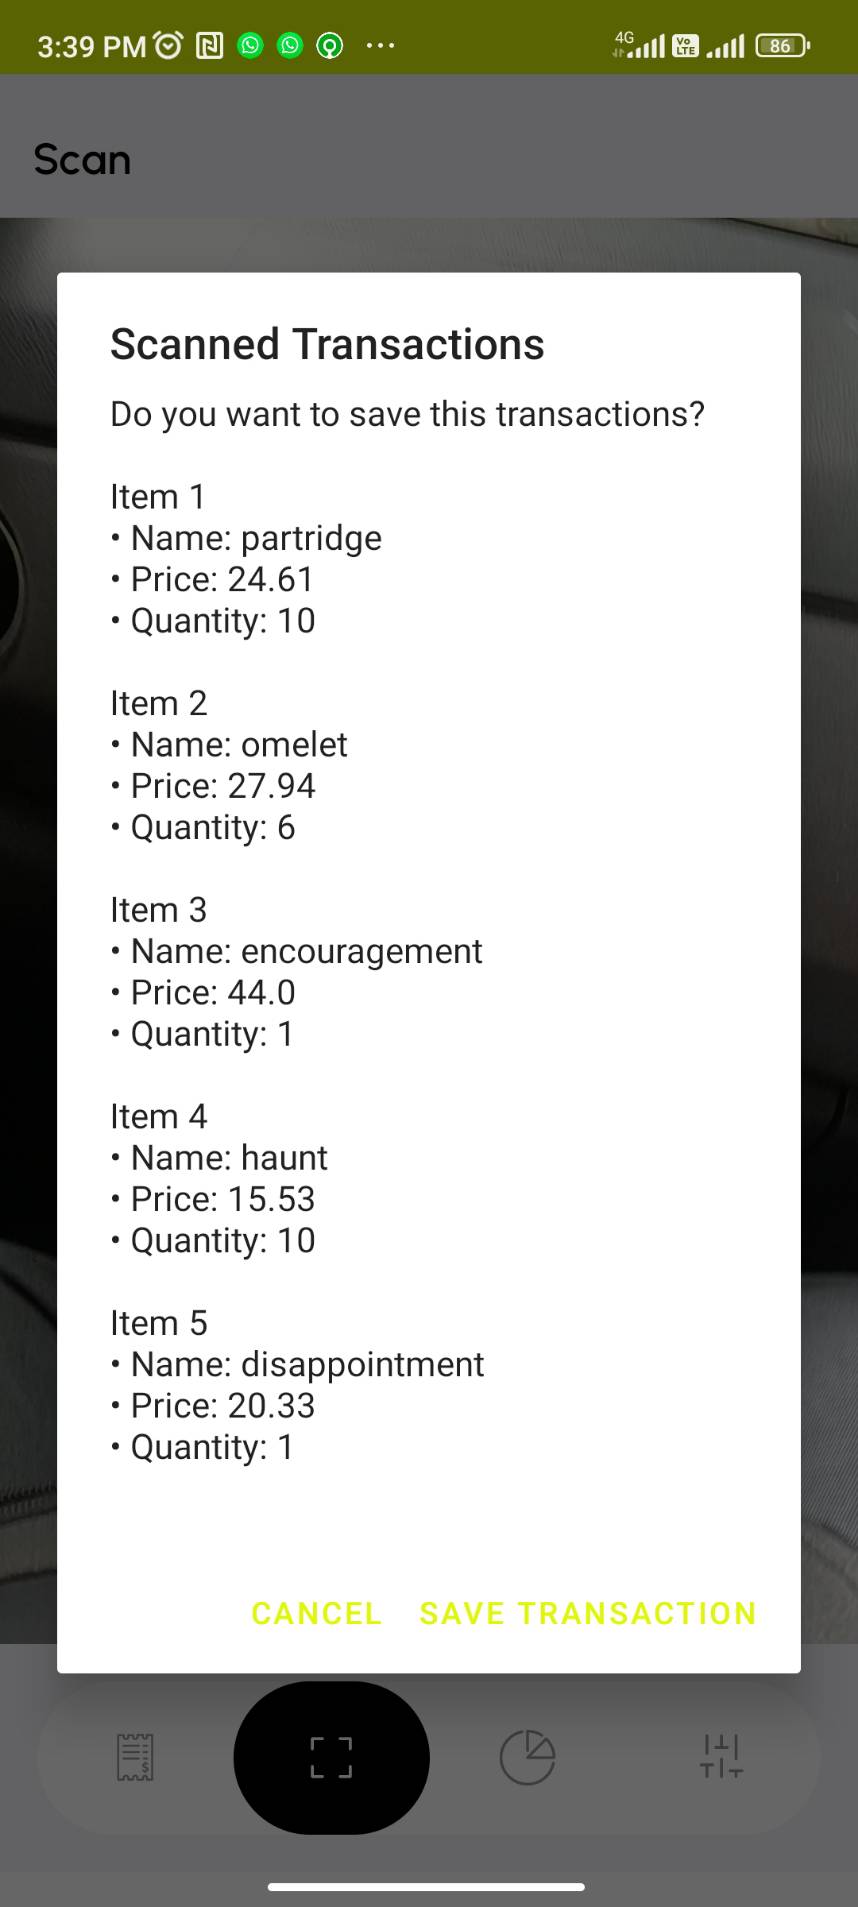 3:39 PM
4G
Vo
LTE
86
Scan
Scanned Transactions
Do you want to save this transactions?
Item 1
• Name: partridge
• Price: 24.61
• Quantity: 10
Item 2
• Name: omelet
• Price: 27.94
• Quantity: 6
Item 3
• Name: encouragement
• Price: 44.0
• Quantity: 1
Item 4
• Name: haunt
• Price: 15.53
• Quantity: 10
Item 5
• Name: disappointment
• Price: 20.33
• Quantity: 1
CANCEL SAVE TRANSACTION